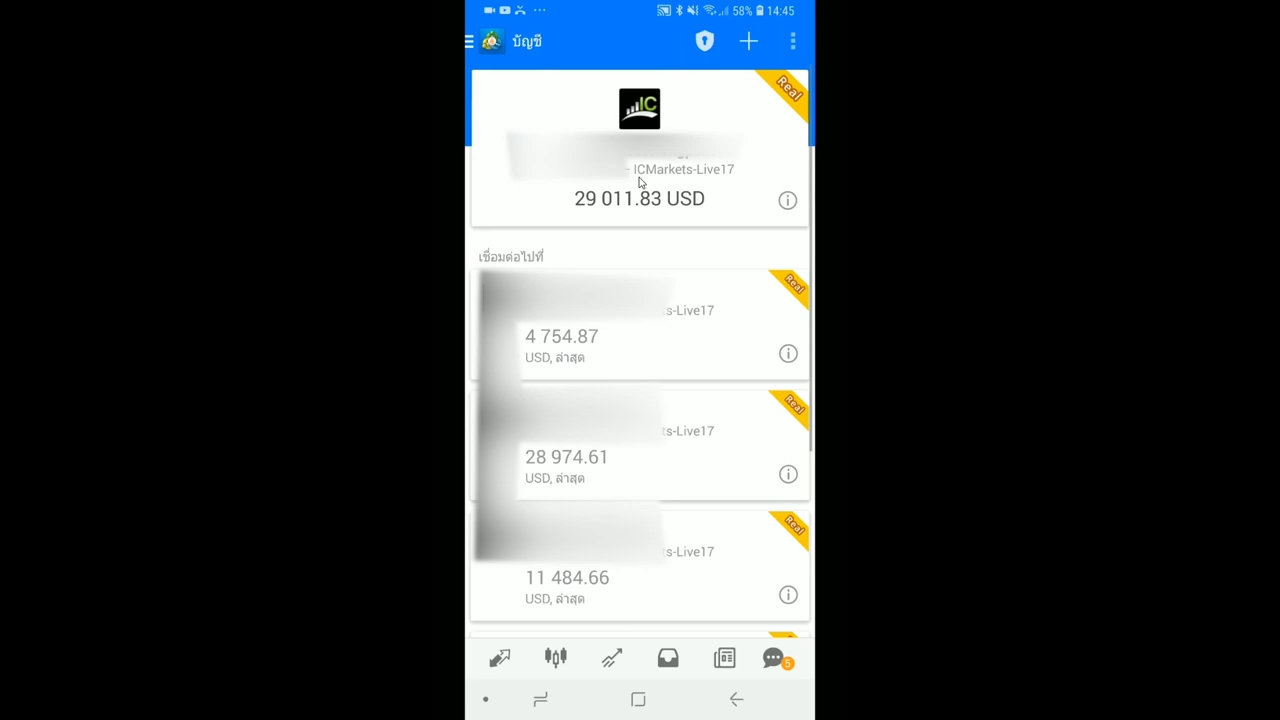 58% 14:45
บัญชี
Real
IC
- ICMarkets-Live17
29 011.83 USD
เชื่อมต่อไปที่
Real
s-Live17
4 754.87
USD, ล่าสุด
Real
ts-Live17
28 974.61
USD, ล่าสุด
Real
ts-Live17
11 484.66
USD, ล่าสุด
5